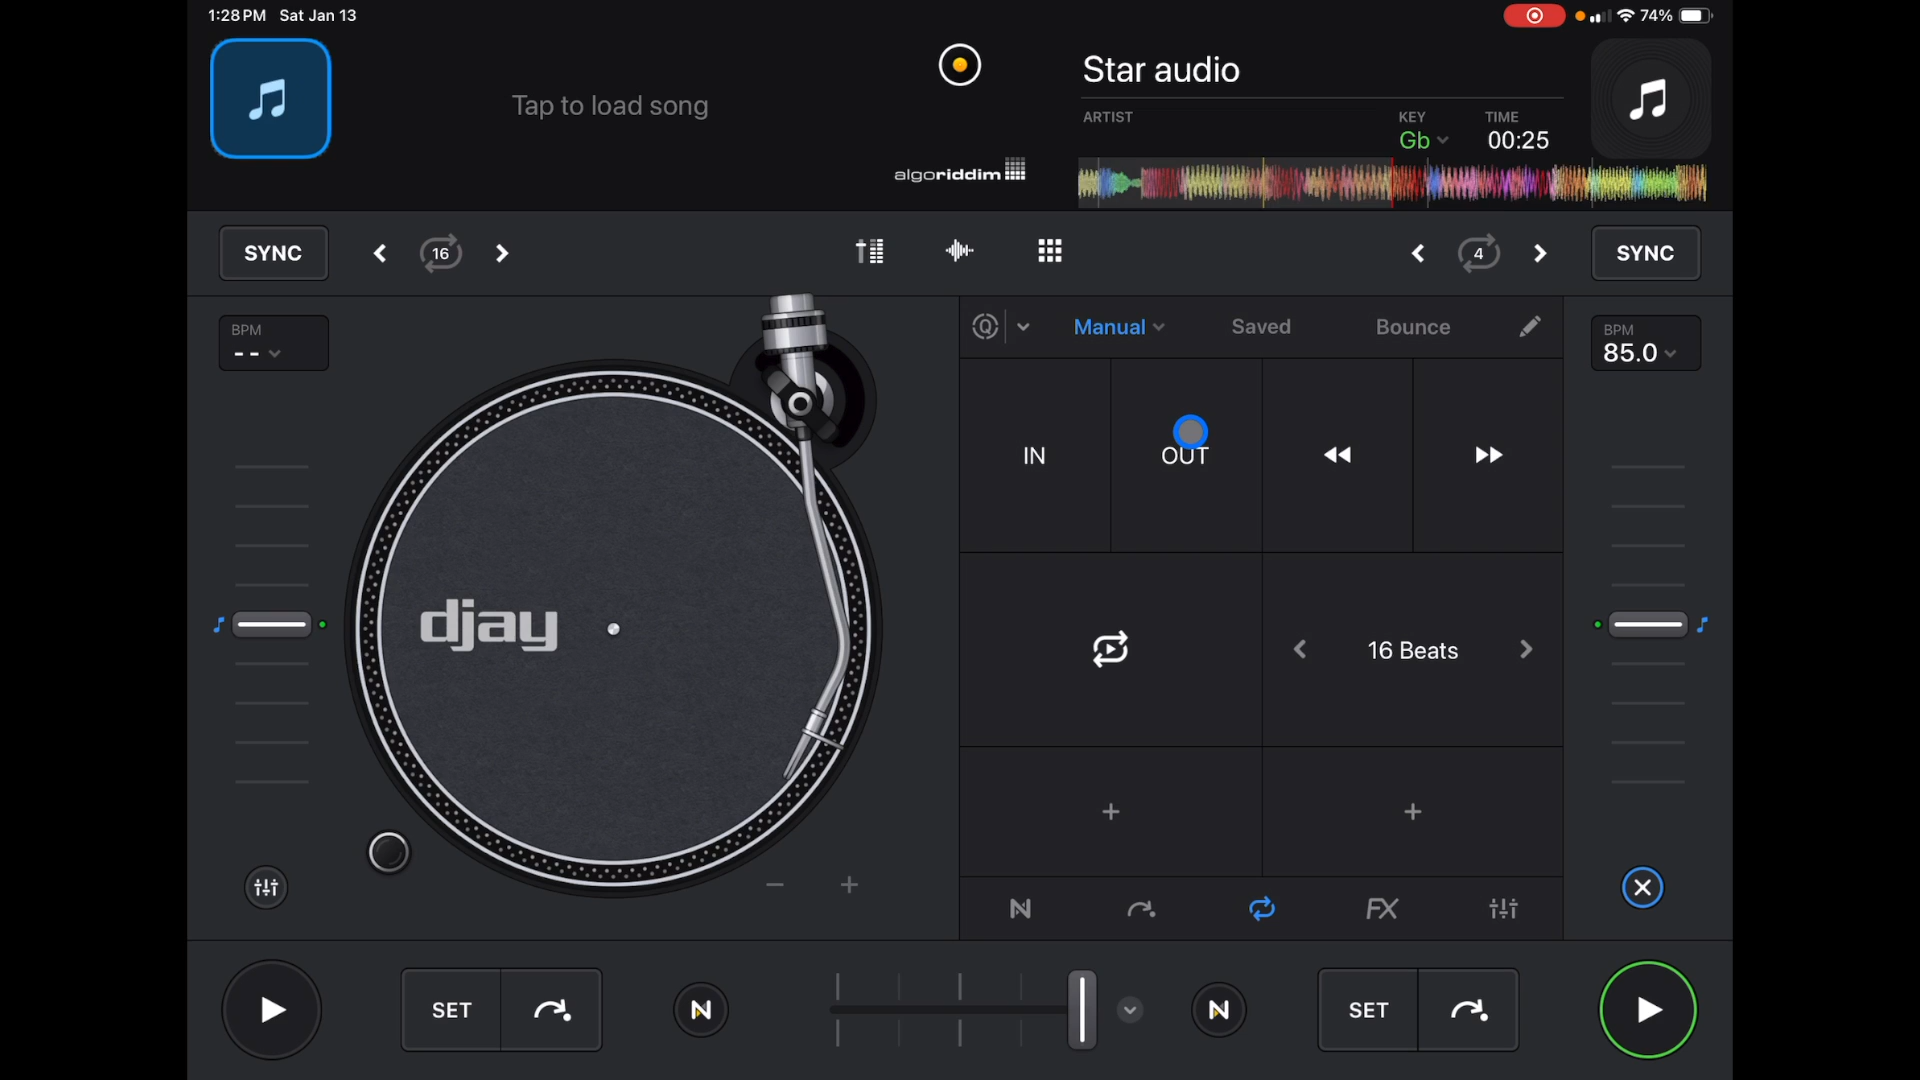 1:28 PM Sat Jan 13
74%
Tap to load song
algoriddim
Star audio
ARTIST
KEY
TIME
Gb
00:25
SYNC
16
4
SYNC
BPM
--
Manual
Saved
Bounce
BPM
85.0
IN
OUT
djay
16 Beats
FX
SET
SET